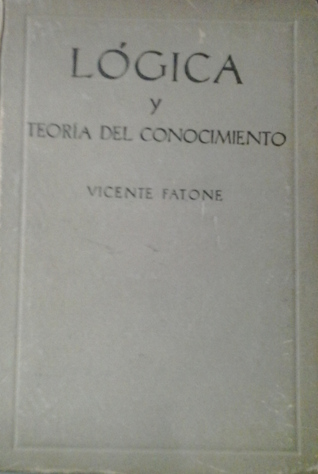 LÓGICA
y
TEORÍA DEL CONOCIMIENTO
VICENTE FATONE